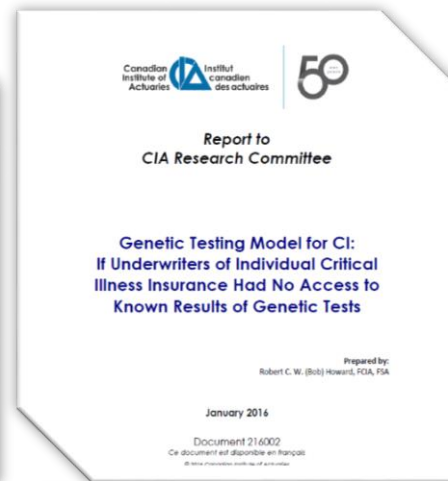 Canadian
Institute of
Actuaries
Institut
canadien
des actuaires
50
Report to
CIA Research Committee
Genetic Testing Model for CI:
If Underwriters of Individual Critical
Illness Insurance Had No Access to
Known Results of Genetic Tests
Prepared by:
Robert C. W. (Bob) Howard, FCIA, FSA
January 2016
Document 216002
Ce document est disponible en français